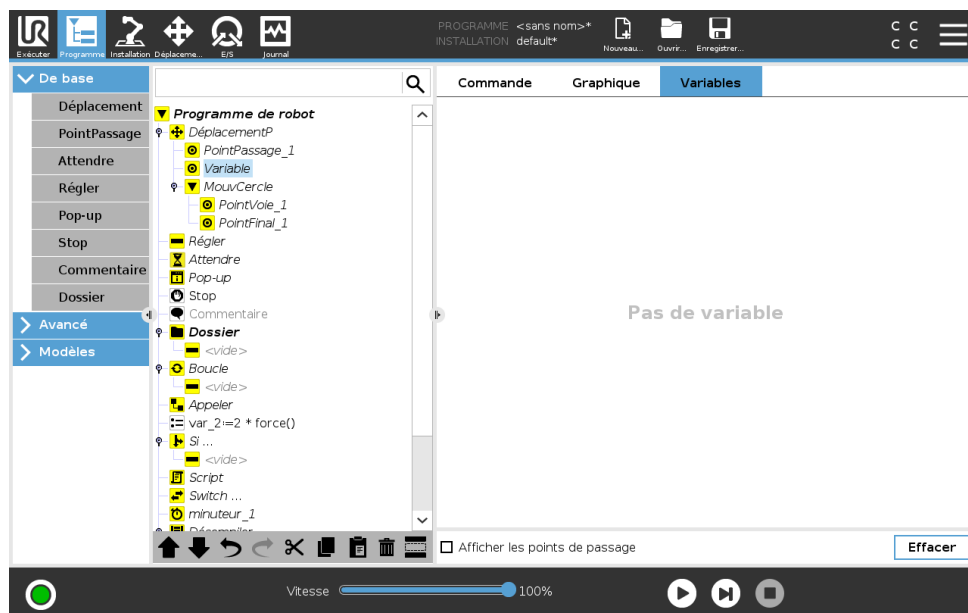 PROGRAMME <sans nom>*
INSTALLATION default*
Exécuter Programme Installation Déplaceme... E/S Journal Nouveau... Ouvrir... Enregistrer...
C C
C C
De base
Déplacement
PointPassage
Attendre
Régler
Pop-up
Stop
Commentaire
Dossier
Avancé
Modèles
Programme de robot
DéplacementP
PointPassage_1
Variable
MouvCercle
PointVoie_1
PointFinal_1
Régler
Attendre
Pop-up
Stop
Commentaire
Dossier
<vide>
Boucle
<vide>
Appeler
var_2:=2 * force()
Si ...
<vide>
Script
Switch ...
minuteur_1
Décompiler
Commande Graphique Variables
Pas de variable
Afficher les points de passage
Effacer
Vitesse 100%